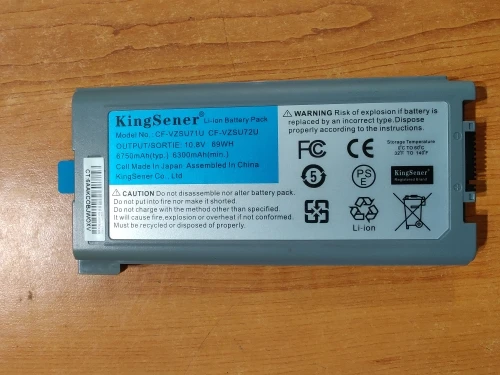 KingSener® Li-ion Battery Pack
Model No.: CF-VZSU71U CF-VZSU72U
OUTPUT/SORTIE: 10.8V 89WH
8750mAh(typ.) 6300mAh(min.)
Cell Made In Japan; Assembled In China
KingSener Co., Ltd
CAUTION Do not disassemble nor alter battery pack.
Do not put into fire nor make it shorted.
Do not charge with method other than specified.
It will cause fire,explosion or overheat if not conformed.
Must be recycled or disposed of properly.
WARNING Risk of explosion if battery is
replaced by an incorrect type. Dispose
properly according to the instructions.
FC CE
Storage Temperature
0℃ TO 60℃
32℉ TO 140℉
5
PS
E
KingSener
Li-ion